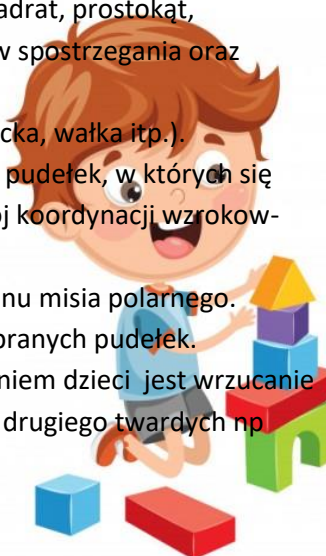 adrat, prostokąt,
w spostrzegania oraz
cka, wałka itp.).
pudełek, w których się
j koordynacji wzrokow-
nu misia polarnego.
branych pudełek.
niem dzieci jest wrzucanie
drugiego twardych np